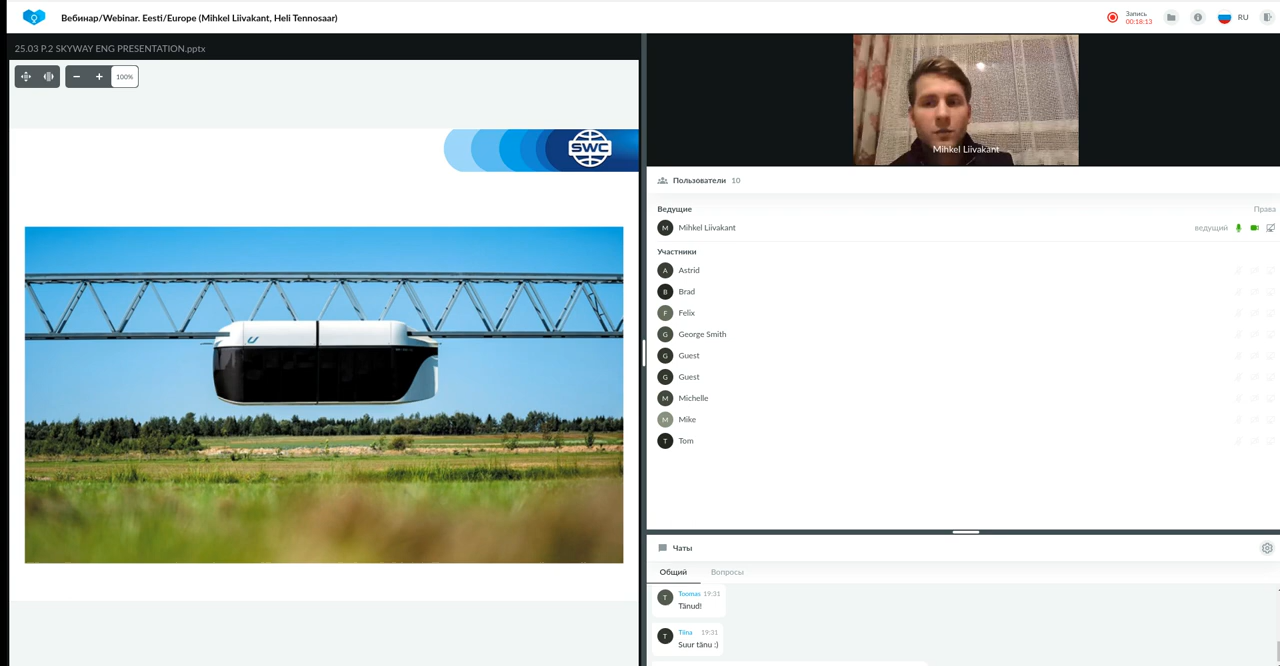 Вебинар/Webinar. Eesti/Europe (Mihkel Liivakant, Heli Tennosaar)
Запись
00:18:13
RU
25.03 P.2 SKYWAY ENG PRESENTATION.pptx
100%
SWC
Mihkel Liivakant
Пользователи 10
Ведущие
Права
M Mihkel Liivakant
ведущий
Участники
A Astrid
B Brad
F Felix
G George Smith
G Guest
G Guest
M Michelle
M Mike
T Tom
Чаты
Общий
Вопросы
T Toomas 19:31
Tänud!
T Tiina 19:31
Suur tänu :)